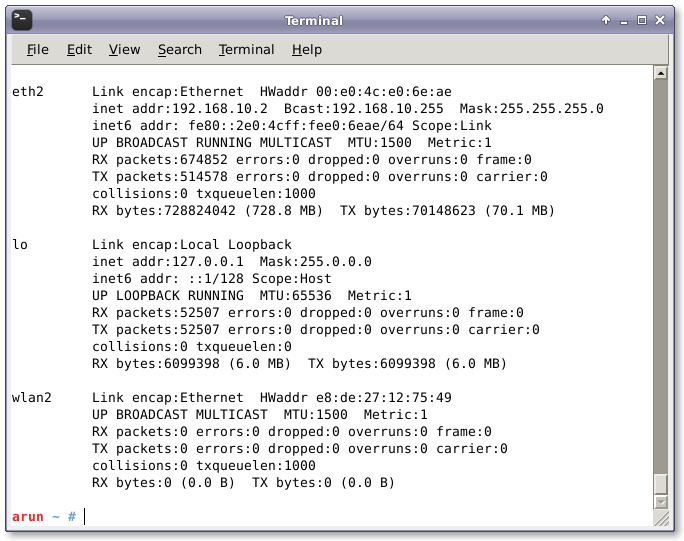 Terminal
File Edit View Search Terminal Help
eth2      Link encap:Ethernet  HWaddr 00:e0:4c:e0:6e:ae
          inet addr:192.168.10.2  Bcast:192.168.10.255  Mask:255.255.255.0
          inet6 addr: fe80::2e0:4cff:fee0:6eae/64 Scope:Link
          UP BROADCAST RUNNING MULTICAST  MTU:1500  Metric:1
          RX packets:674852 errors:0 dropped:0 overruns:0 frame:0
          TX packets:514578 errors:0 dropped:0 overruns:0 carrier:0
          collisions:0 txqueuelen:1000
          RX bytes:728824042 (728.8 MB)  TX bytes:70148623 (70.1 MB)
lo        Link encap:Local Loopback
          inet addr:127.0.0.1  Mask:255.0.0.0
          inet6 addr: ::1/128 Scope:Host
          UP LOOPBACK RUNNING  MTU:65536  Metric:1
          RX packets:52507 errors:0 dropped:0 overruns:0 frame:0
          TX packets:52507 errors:0 dropped:0 overruns:0 carrier:0
          collisions:0 txqueuelen:0
          RX bytes:6099398 (6.0 MB)  TX bytes:6099398 (6.0 MB)
wlan2     Link encap:Ethernet  HWaddr e8:de:27:12:75:49
          UP BROADCAST MULTICAST  MTU:1500  Metric:1
          RX packets:0 errors:0 dropped:0 overruns:0 frame:0
          TX packets:0 errors:0 dropped:0 overruns:0 carrier:0
          collisions:0 txqueuelen:1000
          RX bytes:0 (0.0 B)  TX bytes:0 (0.0 B)
arun ~ #